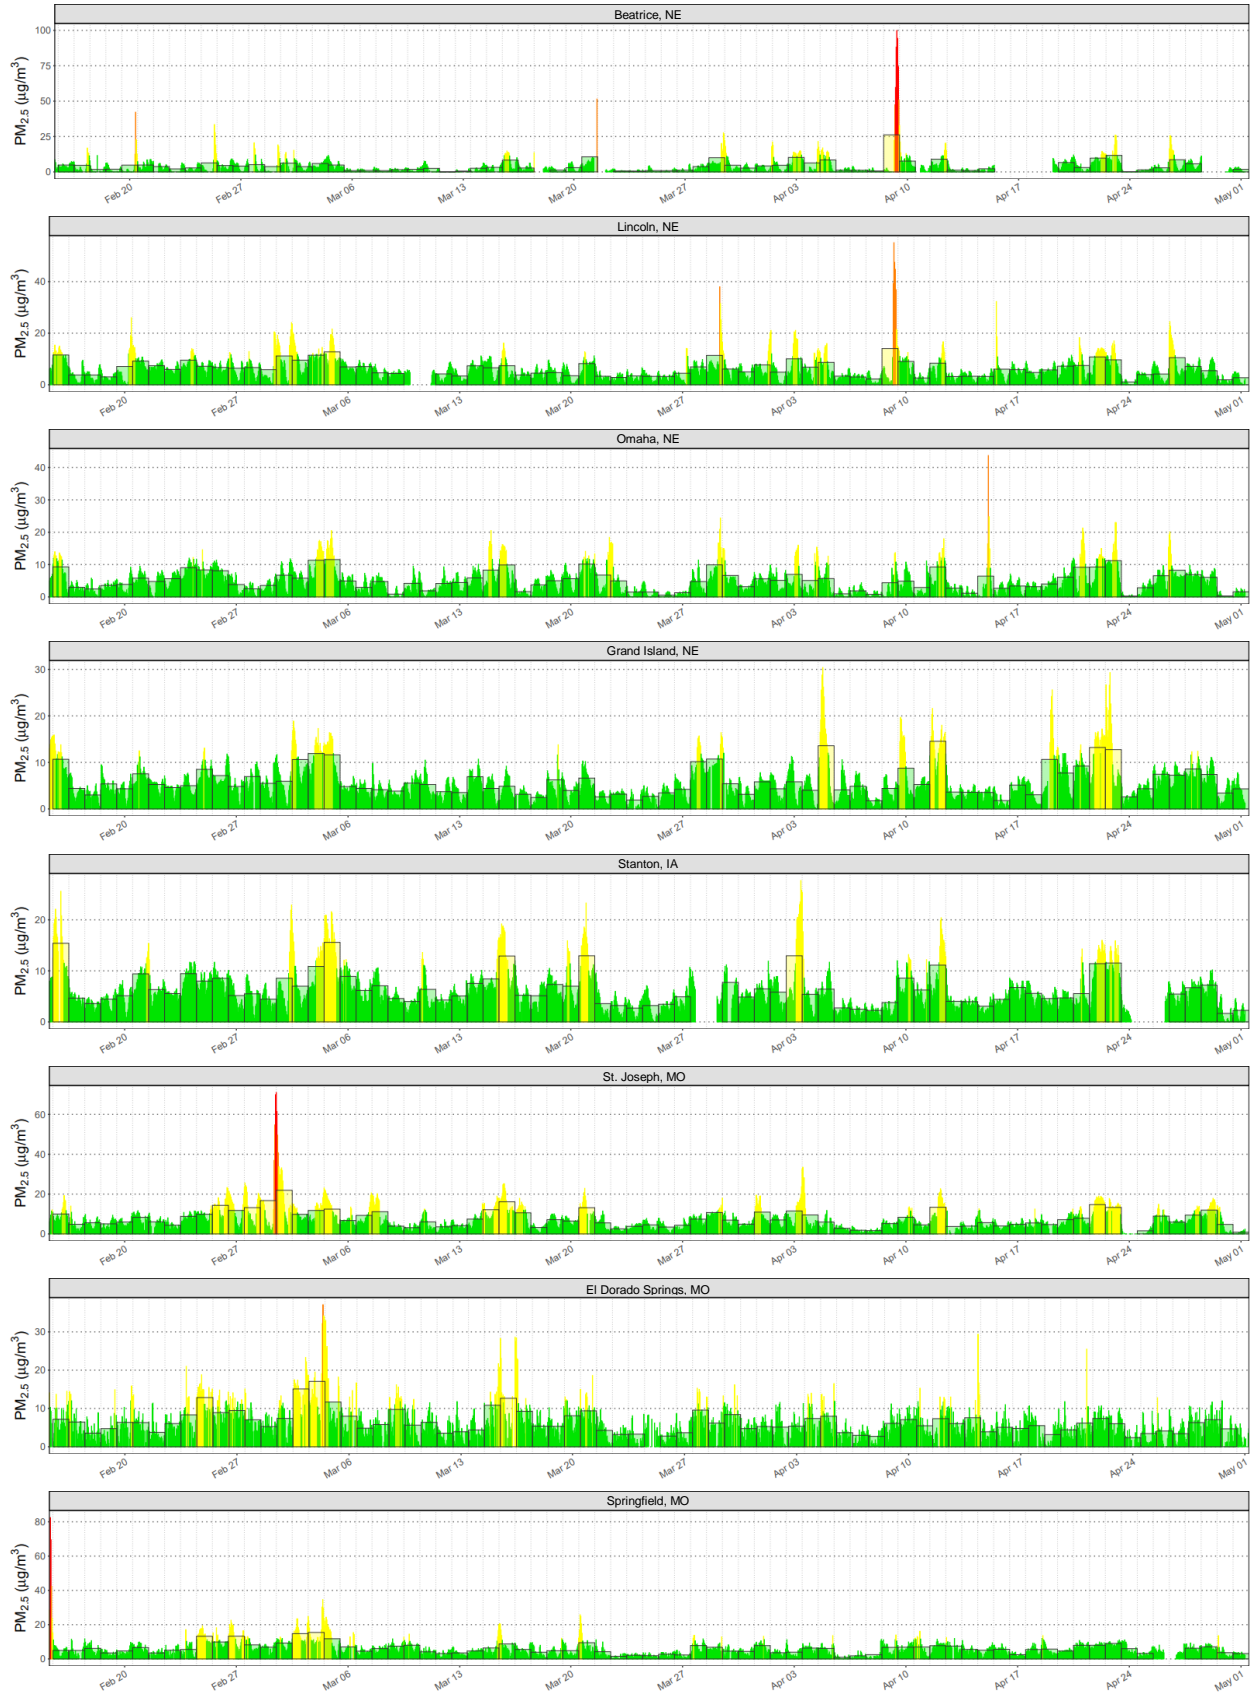 Beatrice, NE
PM2.5 (μg/m³)
100
75
50
25
0
Feb 20 Feb 27 Mar 06 Mar 13 Mar 20 Mar 27 Apr 03 Apr 10 Apr 17 Apr 24 May 01
Lincoln, NE
PM2.5 (μg/m³)
40
20
0
Feb 20 Feb 27 Mar 06 Mar 13 Mar 20 Mar 27 Apr 03 Apr 10 Apr 17 Apr 24 May 01
Omaha, NE
PM2.5 (μg/m³)
40
30
20
10
0
Feb 20 Feb 27 Mar 06 Mar 13 Mar 20 Mar 27 Apr 03 Apr 10 Apr 17 Apr 24 May 01
Grand Island, NE
PM2.5 (μg/m³)
30
20
10
0
Feb 20 Feb 27 Mar 06 Mar 13 Mar 20 Mar 27 Apr 03 Apr 10 Apr 17 Apr 24 May 01
Stanton, IA
PM2.5 (μg/m³)
20
10
0
Feb 20 Feb 27 Mar 06 Mar 13 Mar 20 Mar 27 Apr 03 Apr 10 Apr 17 Apr 24 May 01
St. Joseph, MO
PM2.5 (μg/m³)
60
40
20
0
Feb 20 Feb 27 Mar 06 Mar 13 Mar 20 Mar 27 Apr 03 Apr 10 Apr 17 Apr 24 May 01
El Dorado Springs, MO
PM2.5 (μg/m³)
30
20
10
0
Feb 20 Feb 27 Mar 06 Mar 13 Mar 20 Mar 27 Apr 03 Apr 10 Apr 17 Apr 24 May 01
Springfield, MO
PM2.5 (μg/m³)
80
60
40
20
0
Feb 20 Feb 27 Mar 06 Mar 13 Mar 20 Mar 27 Apr 03 Apr 10 Apr 17 Apr 24 May 01